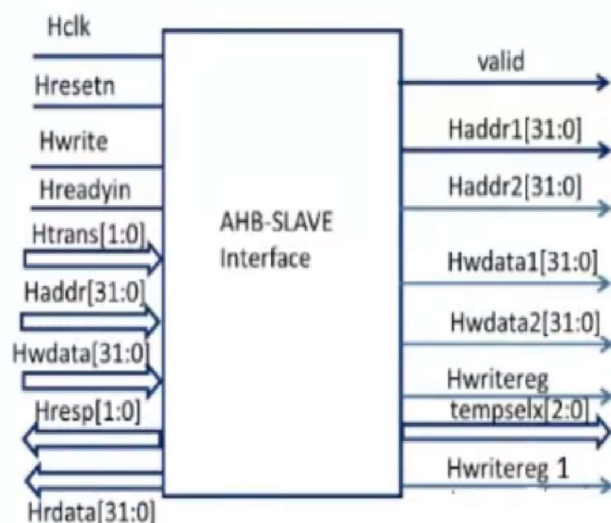 Hclk
Hresetn
Hwrite
Hreadyin
Htrans[1:0]
Haddr[31:0]
Hwdata[31:0]
Hresp[1:0]
Hrdata[31:0]
AHB-SLAVE
Interface
valid
Haddr1[31:0]
Haddr2[31:0]
Hwdata1[31:0]
Hwdata2[31:0]
Hwritereg
tempselx[2:0]
Hwritereg 1